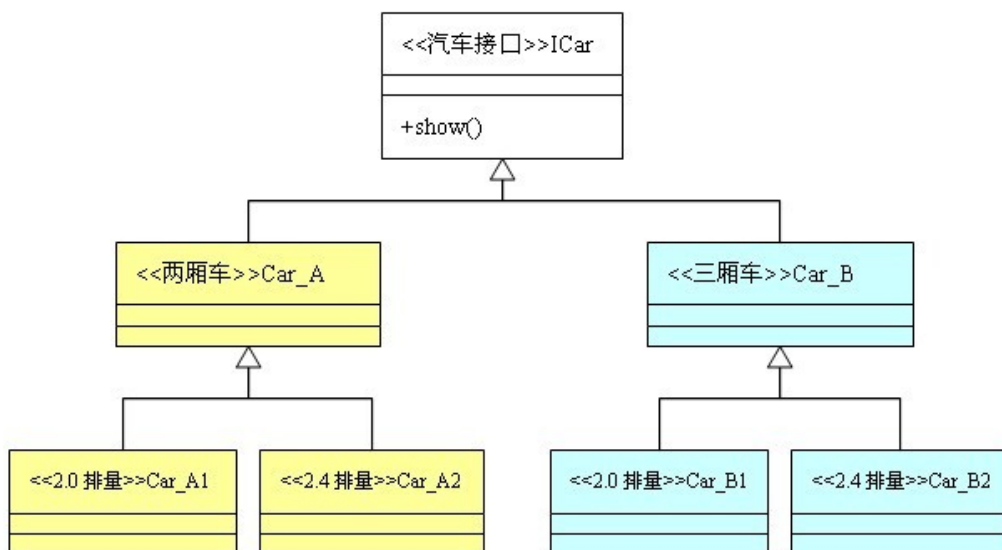 <<汽车接口>>ICar
+show()
<<两厢车>>Car_A
<<三厢车>>Car_B
<<2.0 排量>>Car_A1
<<2.4 排量>>Car_A2
<<2.0 排量>>Car_B1
<<2.4 排量>>Car_B2